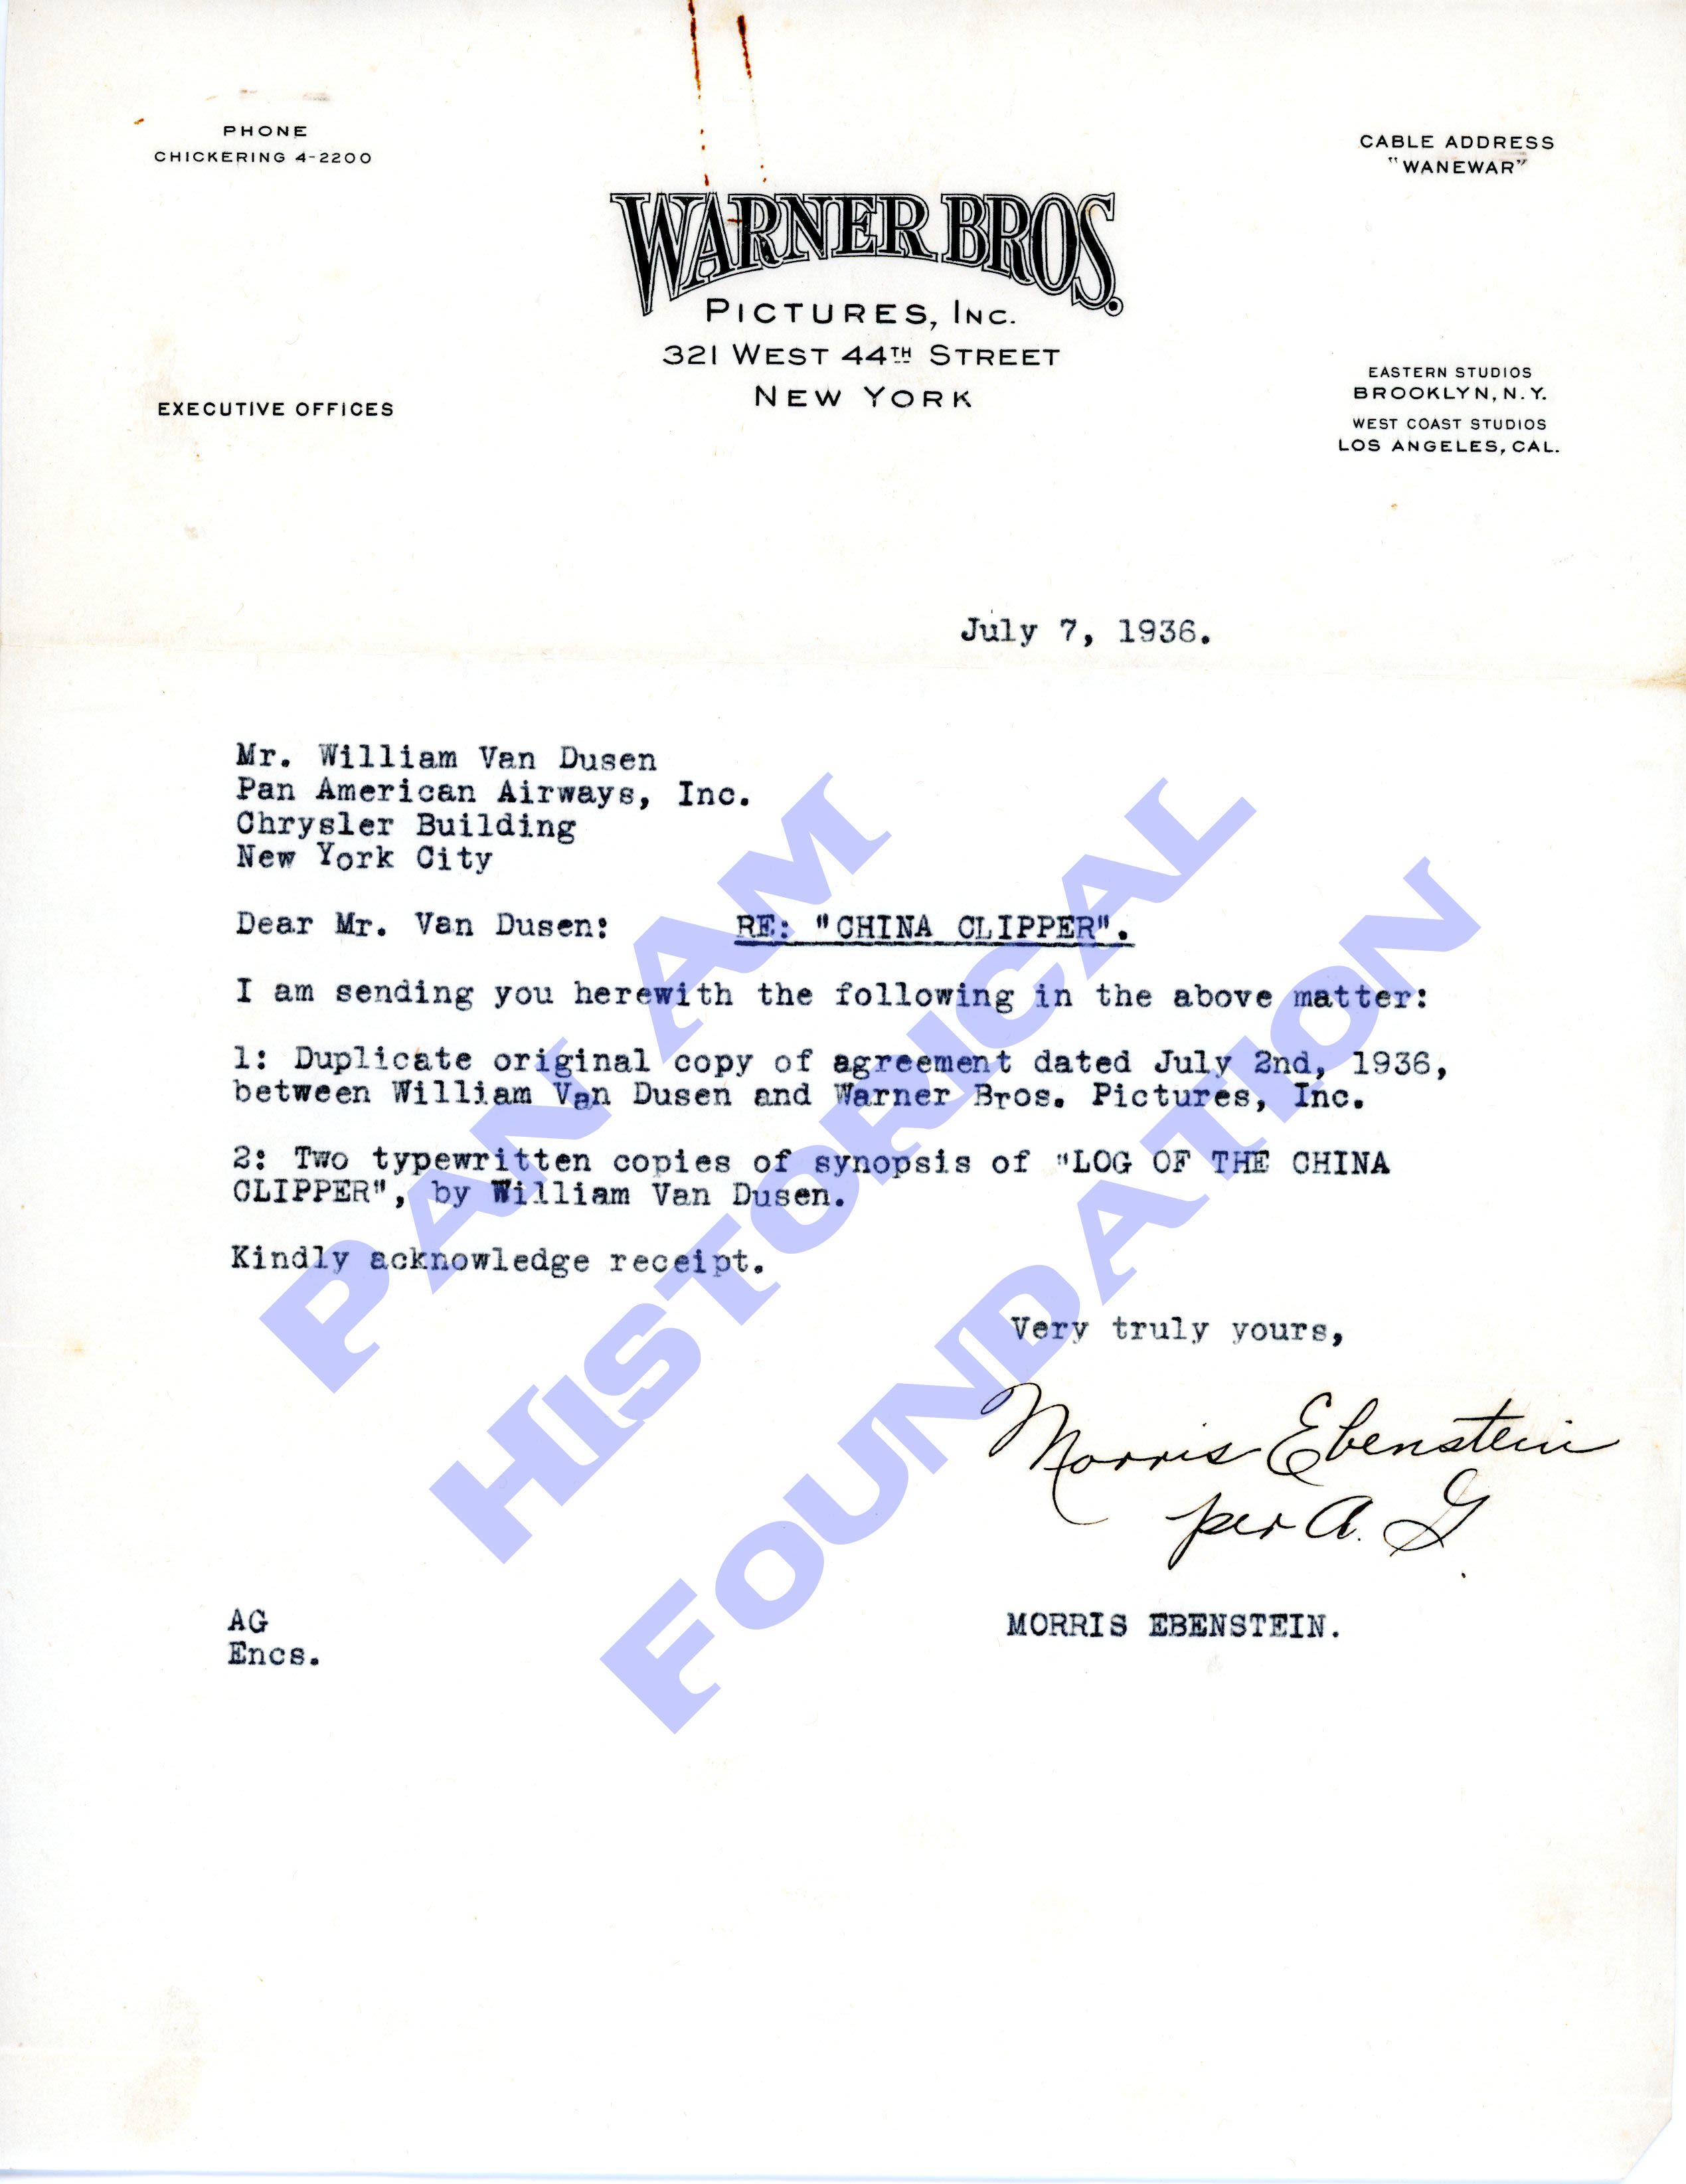 PHONE
CHICKERING 4-2200
CABLE ADDRESS
"WANEWAR"
WARNER BROS.
PICTURES, INC.
321 WEST 44TH STREET
NEW YORK
EXECUTIVE OFFICES
EASTERN STUDIOS
BROOKLYN, N.Y.
WEST COAST STUDIOS
LOS ANGELES, CAL.
July 7, 1936.
Mr. William Van Dusen
Pan American Airways, Inc.
Chrysler Building
New York City
Dear Mr. Van Dusen: RE: "CHINA CLIPPER".
I am sending you herewith the following in the above matter:
1: Duplicate original copy of agreement dated July 2nd, 1936,
between William Van Dusen and Warner Bros. Pictures, Inc.
2: Two typewritten copies of synopsis of "LOG OF THE CHINA
CLIPPER", by William Van Dusen.
Kindly acknowledge receipt.
Very truly yours,
Morris Ebenstein
per A. G.
MORRIS EBENSTEIN.
AG
Encs.
PAN AM
HISTORICAL
FOUNDATION